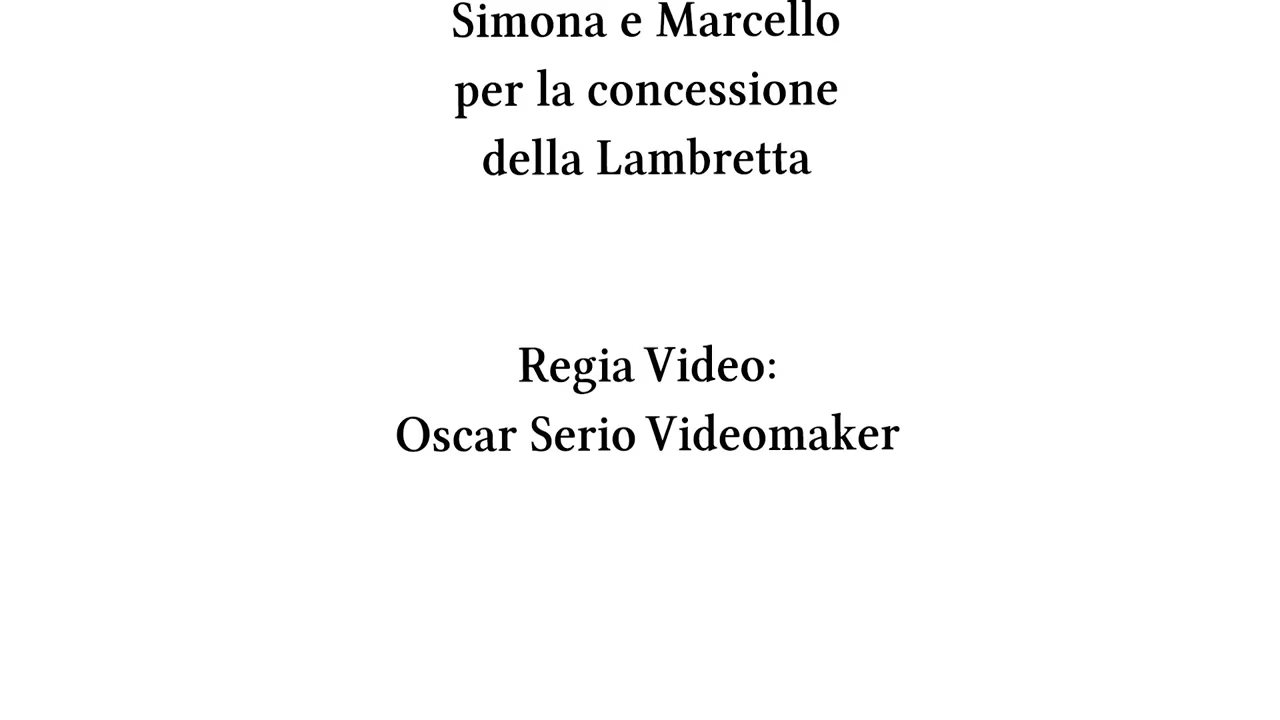 Simona e Marcello
per la concessione
della Lambretta
Regia Video:
Oscar Serio Videomaker